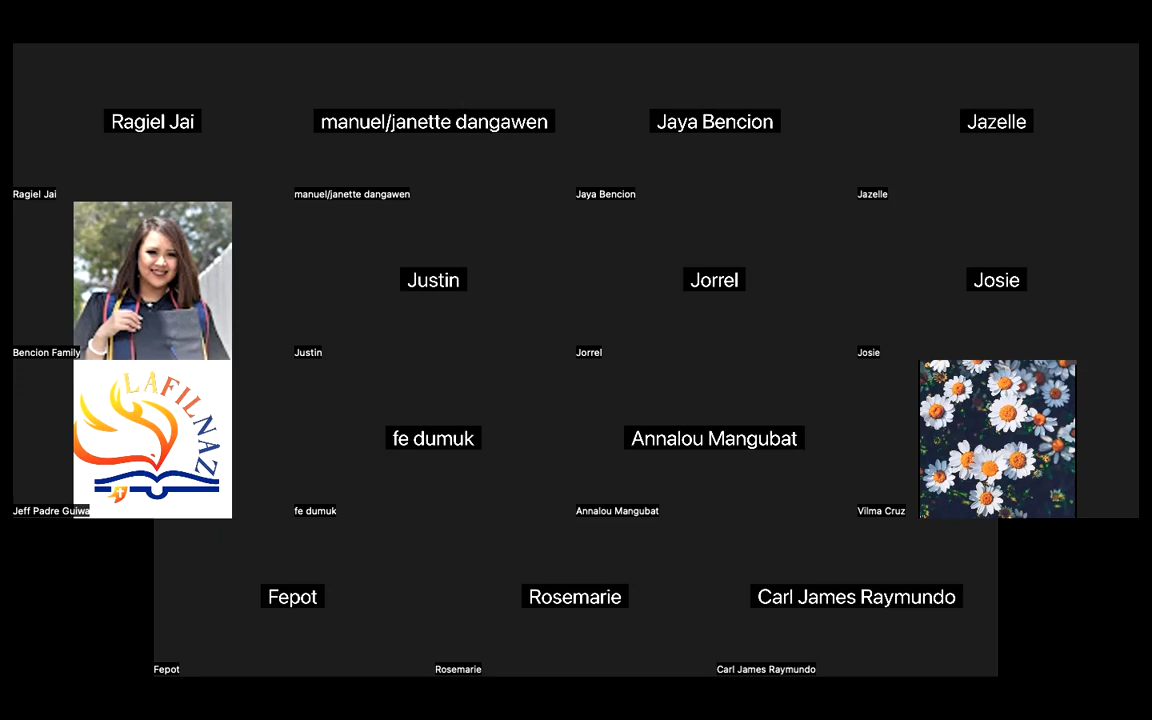 Ragiel Jai
manuel/janette dangawen
Jaya Bencion
Jazelle
Ragiel Jai
manuel/janette dangawen
Jaya Bencion
Jazelle
Justin
Jorrel
Josie
Bencion Family
Justin
Jorrel
Josie
LAFILNAZ
fe dumuk
Annalou Mangubat
Jeff Padre Guiwa
fe dumuk
Annalou Mangubat
Vilma Cruz
Fepot
Rosemarie
Carl James Raymundo
Fepot
Rosemarie
Carl James Raymundo